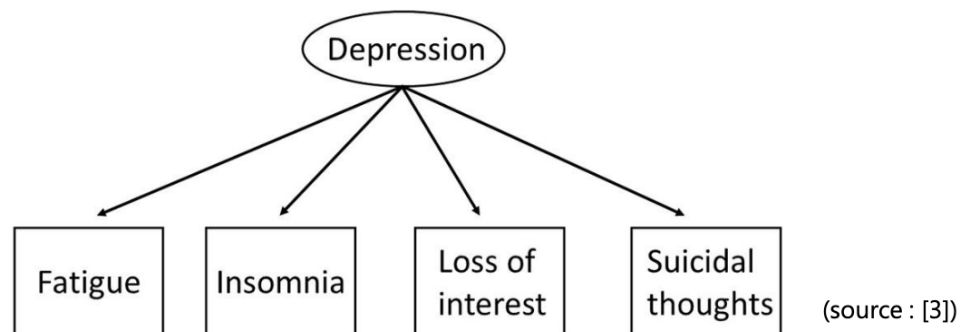 Depression
Fatigue
Insomnia
Loss of
interest
Suicidal
thoughts
(source : [3])